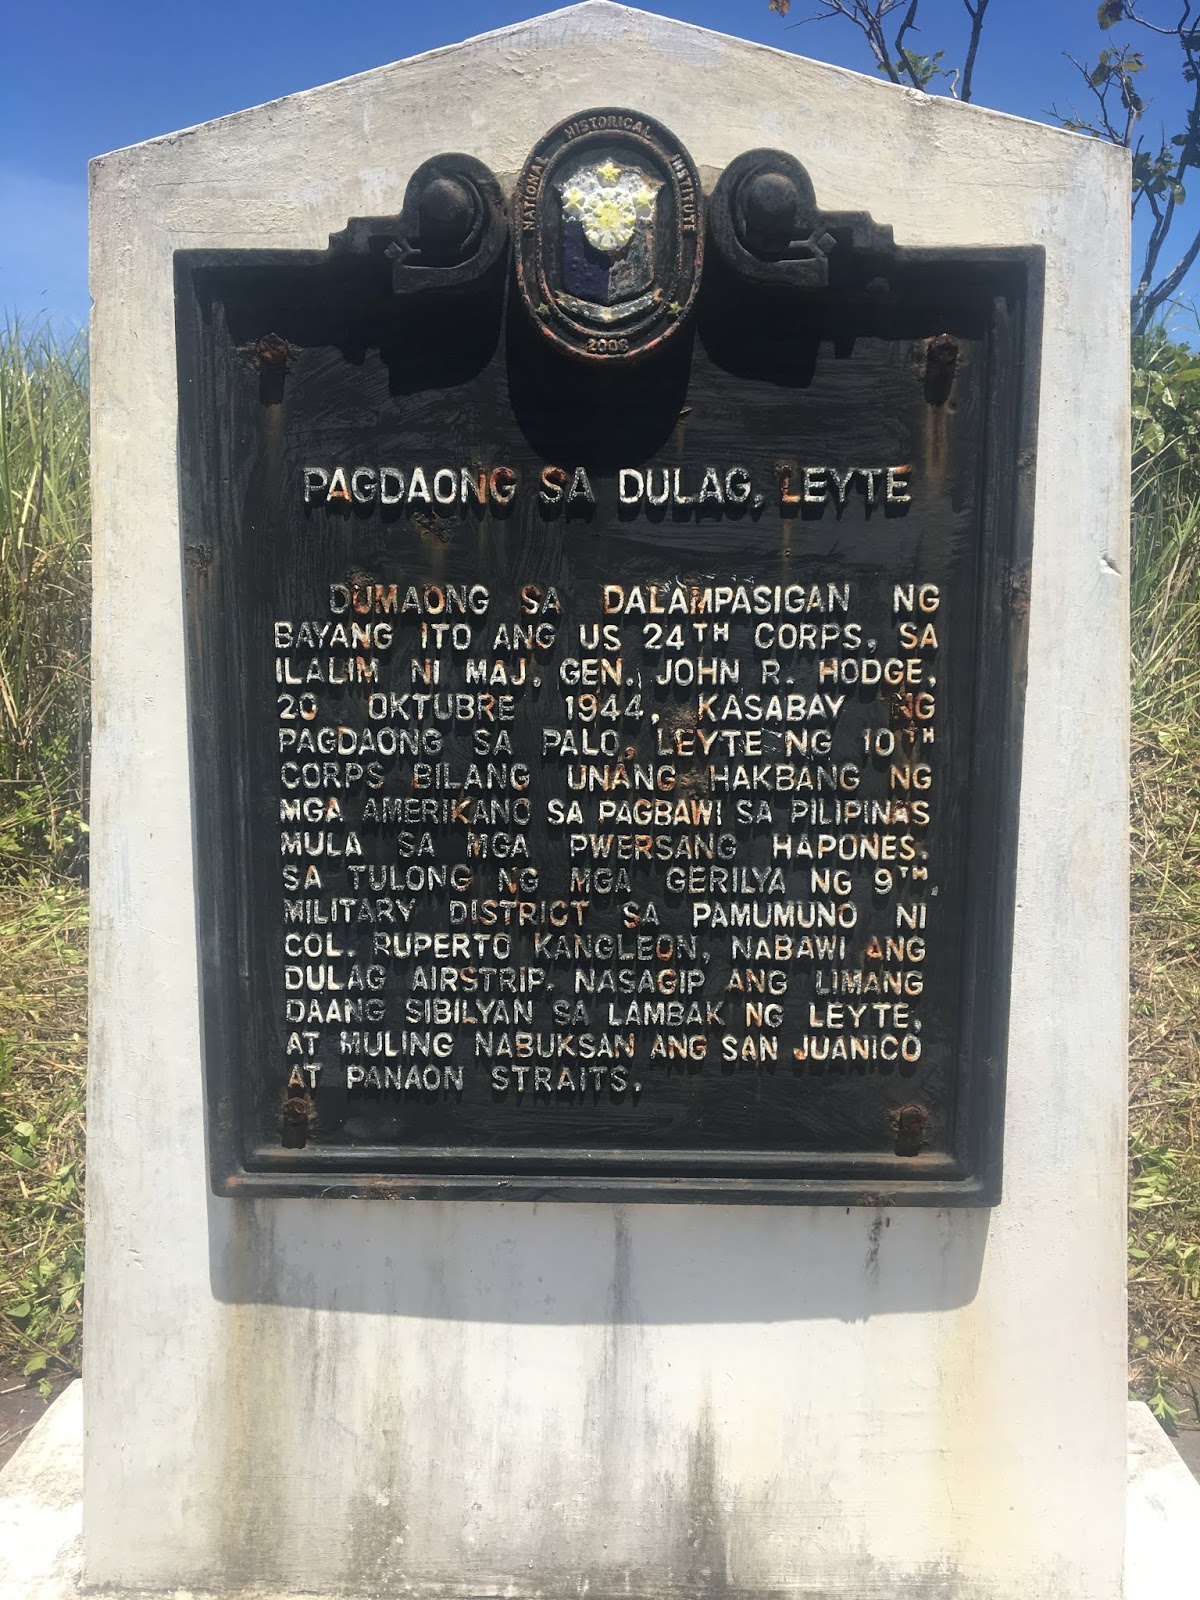 NATIONAL HISTORICAL INSTITUTE
2008
PAGDAONG SA DULAG, LEYTE
DUMAONG SA DALAMPASIGAN NG
BAYANG ITO ANG US 24TH CORPS, SA
ILALIM NI MAJ. GEN. JOHN R. HODGE,
20 OKTUBRE 1944, KASABAY NG
PAGDAONG SA PALO, LEYTE NG 10TH
CORPS BILANG UNANG HAKBANG NG
MGA AMERIKANO SA PAGBAWI SA PILIPINAS
MULA SA MGA PWERSANG HAPONES.
SA TULONG NG MGA GERILYA NG 9TH
MILITARY DISTRICT SA PAMUMUNO NI
COL. RUPERTO KANGLEON, NABAWI ANG
DULAG AIRSTRIP. NASAGIP ANG LIMANG
DAANG SIBILYAN SA LAMBAK NG LEYTE,
AT MULING NABUKSAN ANG SAN JUANICO
AT PANAON STRAITS.